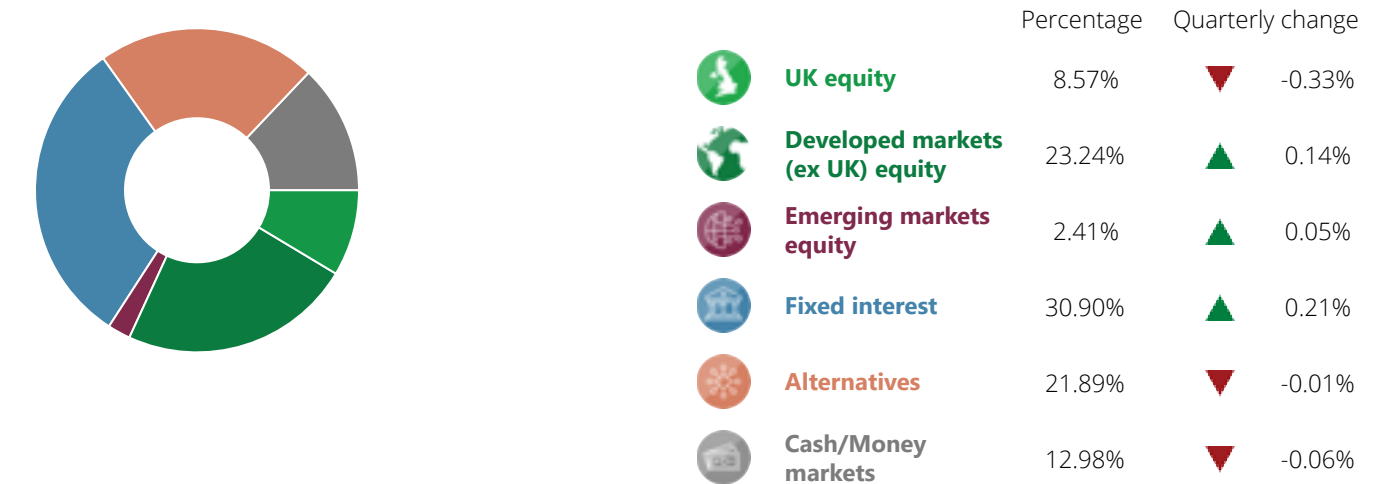 Percentage Quarterly change
UK equity 8.57% -0.33%
Developed markets
(ex UK) equity 23.24% 0.14%
Emerging markets
equity 2.41% 0.05%
Fixed interest 30.90% 0.21%
Alternatives 21.89% -0.01%
Cash/Money
markets 12.98% -0.06%